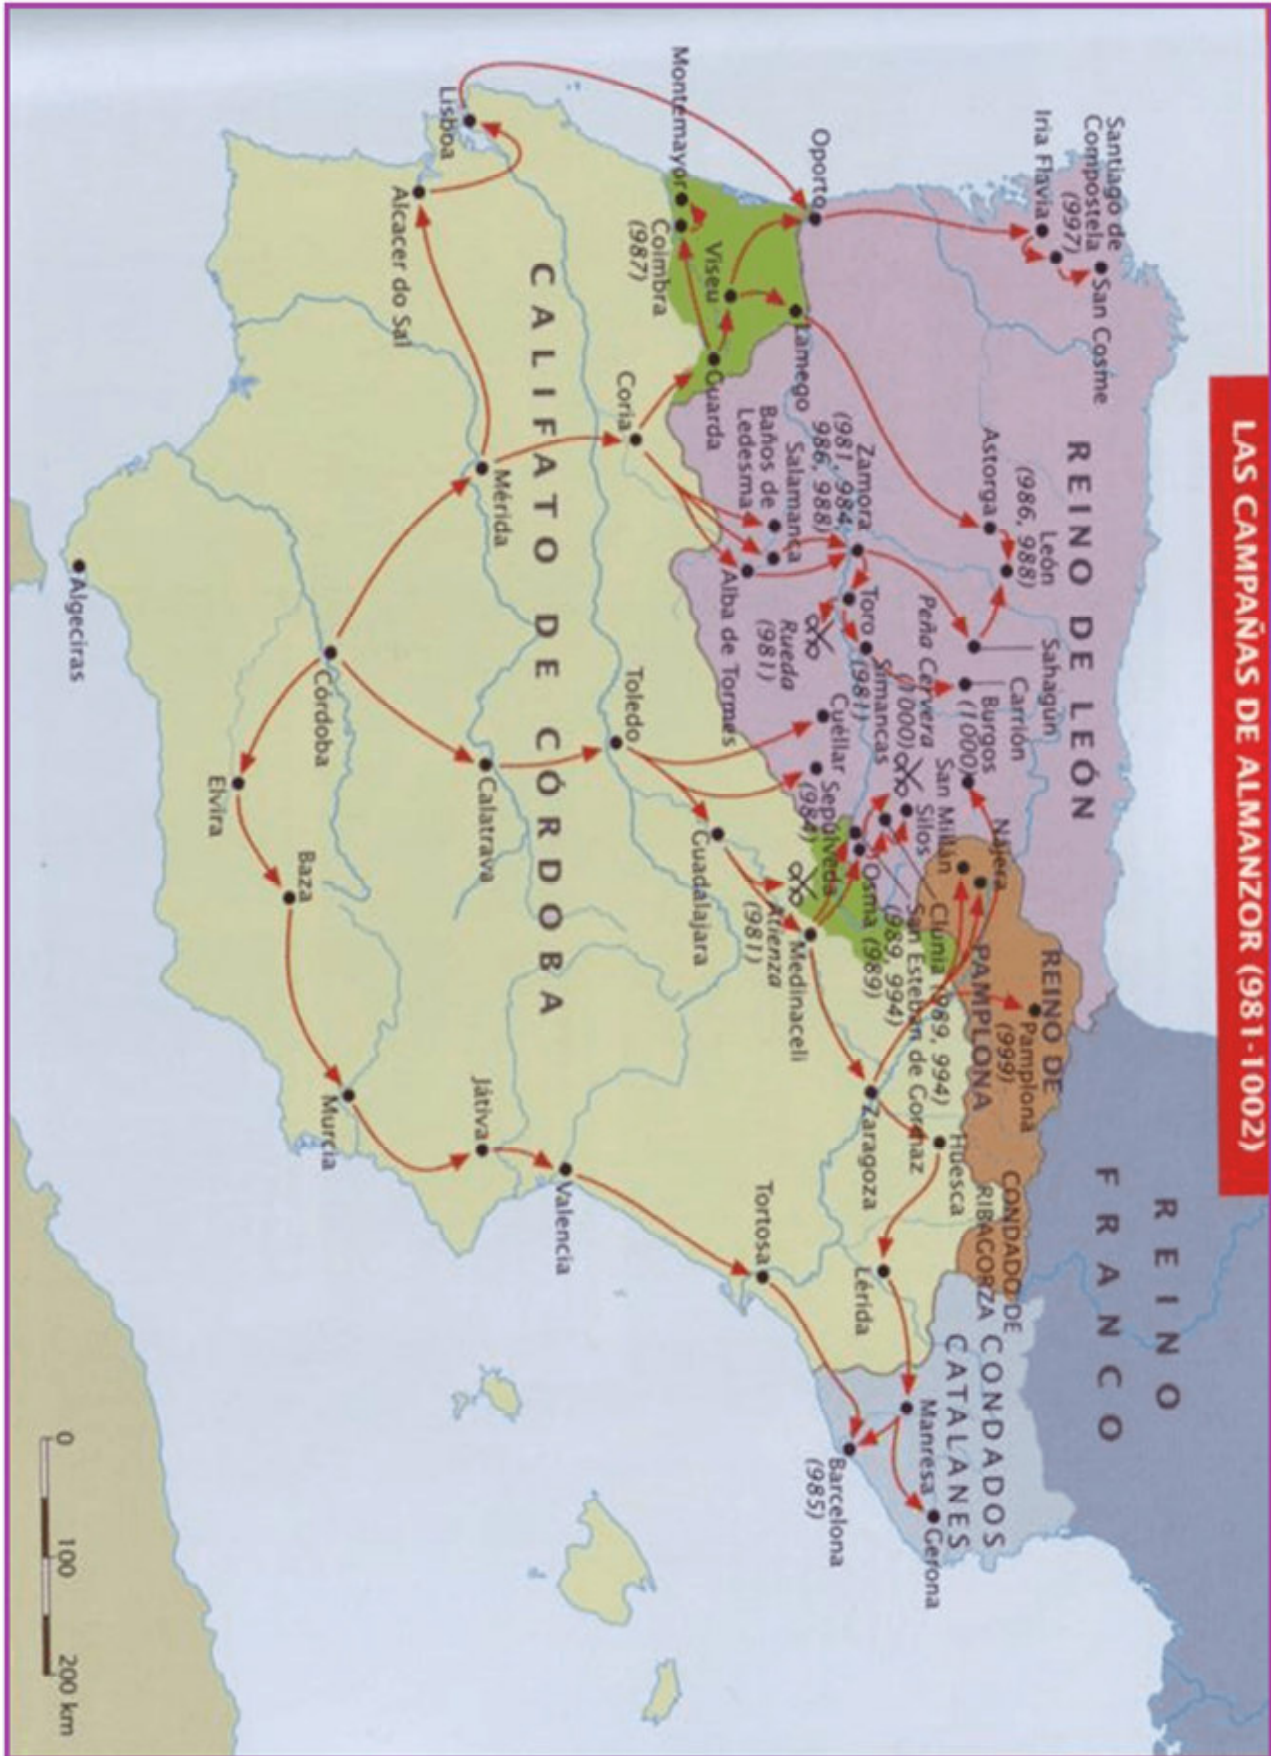 LAS CAMPAÑAS DE ALMANZOR (981-1002)
REINO
FRANCO
Santiago de
Compostela
(997)
San Cosme
Iria Flavia
REINO DE LEÓN
Astorga
León
(986, 988)
Sahagún
Carrión
Burgos
(1000)
Peña Cervera
(1000)
San Millán
Silos
Nájera
REINO DE
PAMPLONA
Pamplona
(999)
CONDADO DE
RIBAGORZA
CONDADOS
CATALANES
Oporto
Lamego
Zamora
(981, 984,
986, 988)
Salamanca
Baños de
Ledesma
Toro
Simancas
(981)
Rueda
(981)
Cuéllar
Sepúlveda
(984)
Osma (989)
Clunia (989, 994)
San Esteban de Gormaz
(989, 994)
Huesca
Zaragoza
Lérida
Manresa
Gerona
Barcelona
(985)
Montemayor
Coimbra
(987)
Viseu
Guarda
Alba de Tormes
Guadalajara
Atienza
(981)
Medinaceli
Tortosa
Coria
Toledo
CALIFATO DE CÓRDOBA
Lisboa
Alcacer do Sal
Mérida
Calatrava
Játiva
Valencia
Córdoba
Elvira
Baza
Murcia
Algeciras
0 100 200 km